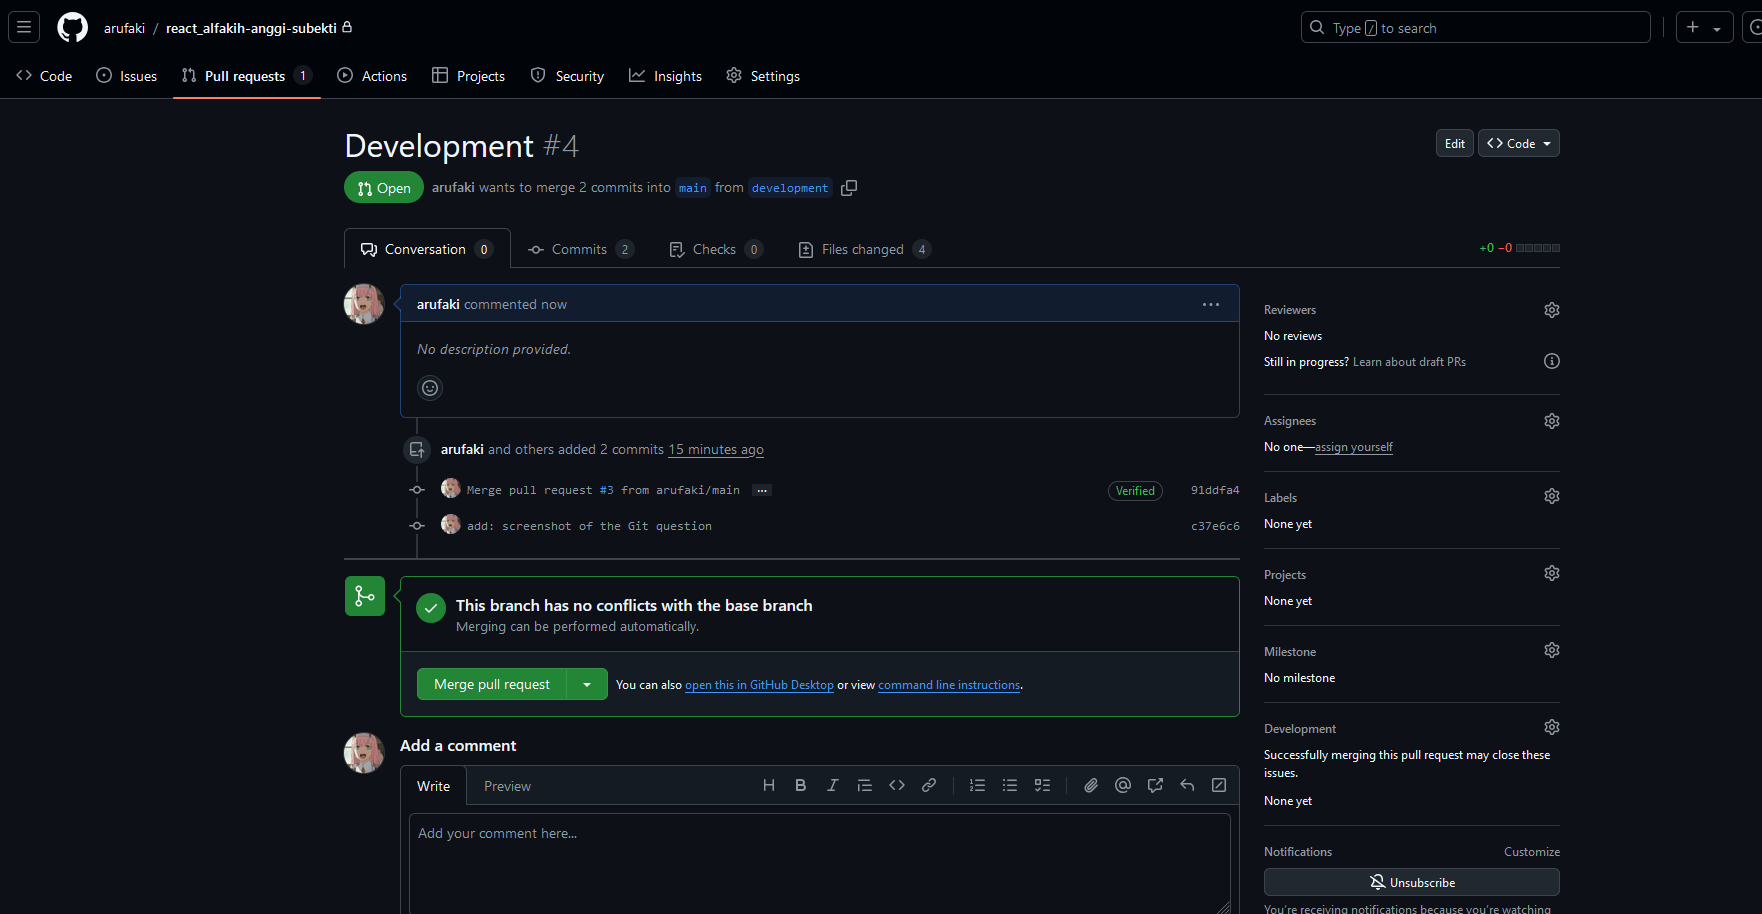 arufaki / react_alfakih-anggi-subekti
Type / to search
Code
Issues
Pull requests 1
Actions
Projects
Security
Insights
Settings
Development #4
Edit
Code
Open
arufaki wants to merge 2 commits into main from development
Conversation 0
Commits 2
Checks 0
Files changed 4
+0 −0
arufaki commented now
No description provided.
arufaki and others added 2 commits 15 minutes ago
Merge pull request #3 from arufaki/main ...
Verified
91ddfa4
add: screenshot of the Git question
c37e6c6
This branch has no conflicts with the base branch
Merging can be performed automatically.
Merge pull request
You can also open this in GitHub Desktop or view command line instructions.
Add a comment
Write
Preview
Add your comment here...
Reviewers
No reviews
Still in progress? Learn about draft PRs
Assignees
No one—assign yourself
Labels
None yet
Projects
None yet
Milestone
No milestone
Development
Successfully merging this pull request may close these
issues.
None yet
Notifications
Customize
Unsubscribe
You're receiving notifications because you're watching